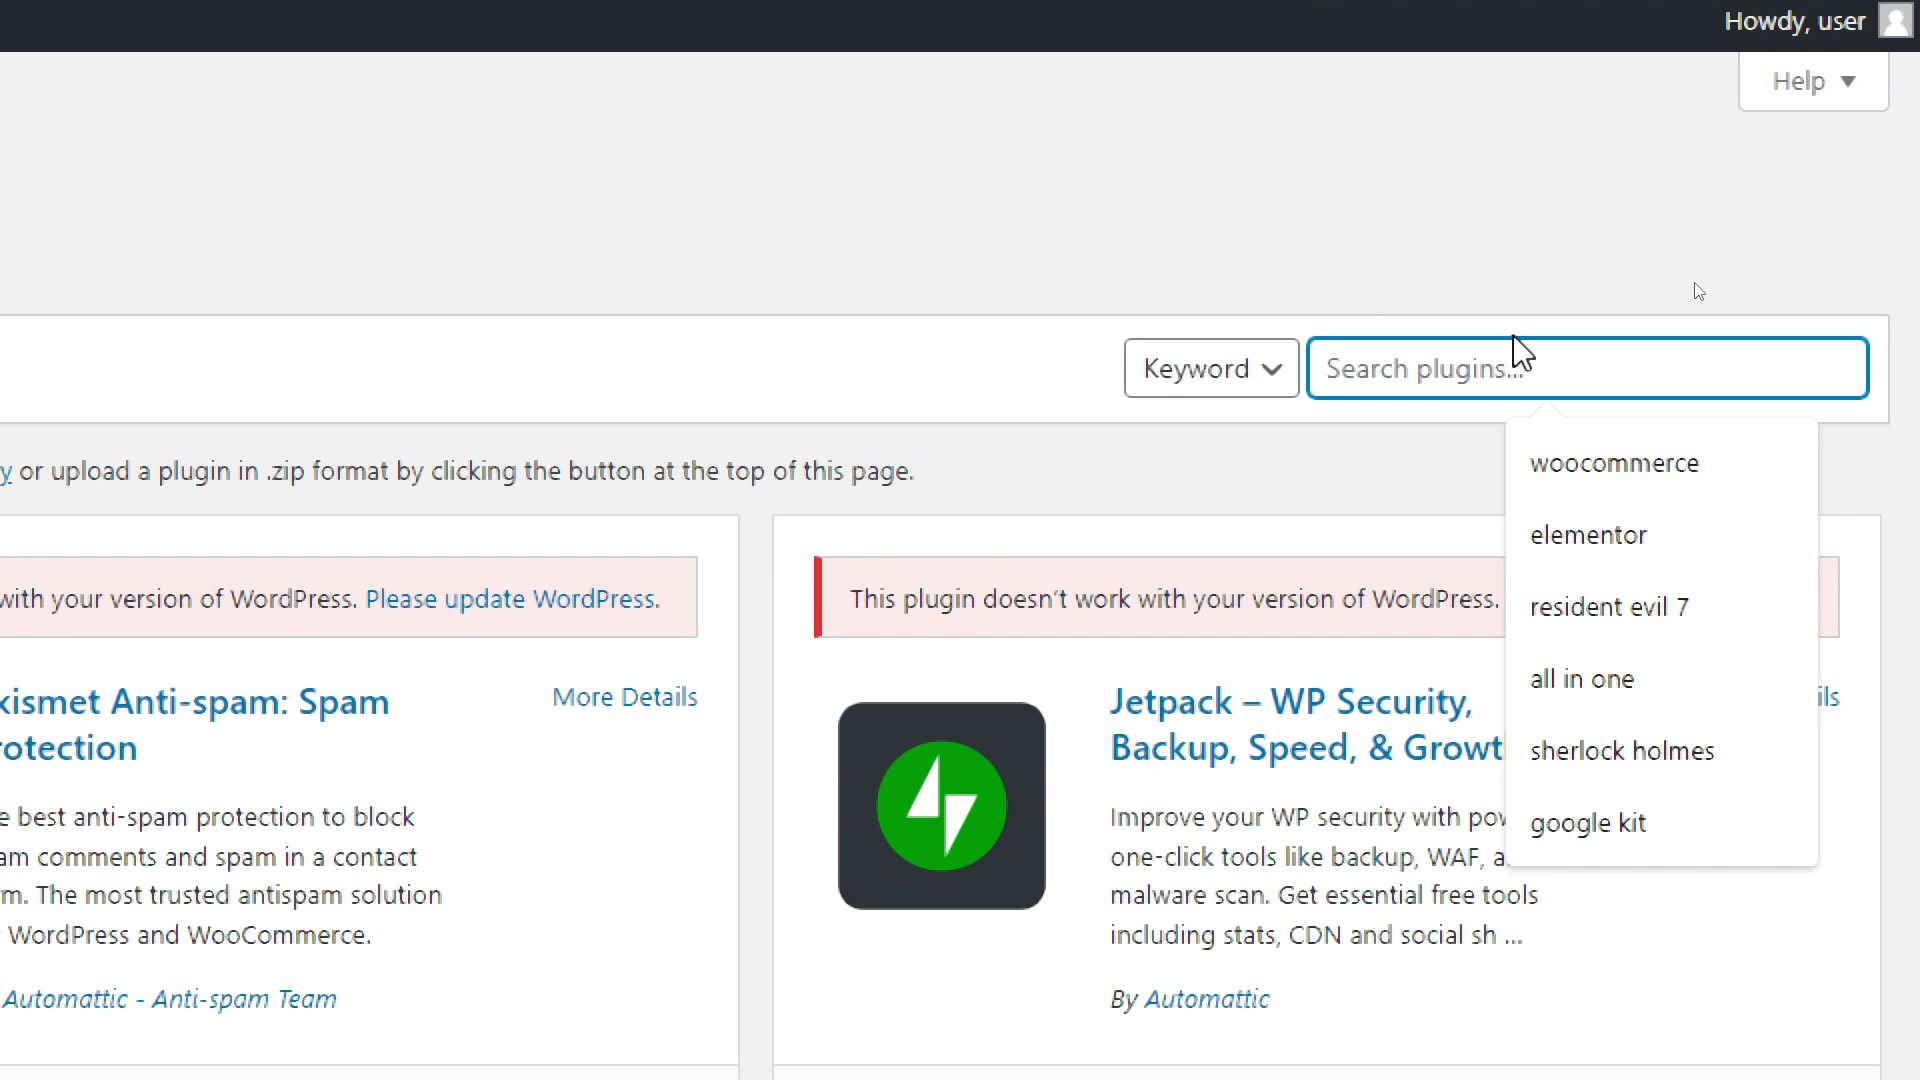 Howdy, user
Help
Keyword
Search plugins...
or upload a plugin in .zip format by clicking the button at the top of this page.
woocommerce
elementor
resident evil 7
all in one
sherlock holmes
google kit
with your version of WordPress. Please update WordPress.
kismet Anti-spam: Spam
rotection
More Details
e best anti-spam protection to block
am comments and spam in a contact
rm. The most trusted antispam solution
WordPress and WooCommerce.
Automattic - Anti-spam Team
This plugin doesn't work with your version of WordPress.
Jetpack – WP Security,
Backup, Speed, & Growth
ils
Improve your WP security with pow
one-click tools like backup, WAF, a
malware scan. Get essential free tools
including stats, CDN and social sh ...
By Automattic